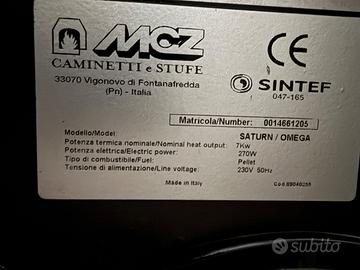 MCZ
CAMINETTI e STUFE
33070 Vigonovo di Fontanafredda
(Pn) - Italia
CE
SINTEF
047-165
Matricola/Number: 0014661205
Modello/Model: SATURN / OMEGA
Potenza termica nominale/Nominal heat output: 7Kw
Potenza elettrica/Electric power: 270W
Tipo di combustibile/Fuel: Pellet
Tensione di alimentazione/Line voltage: 230V 50Hz
Made in Italy
subito